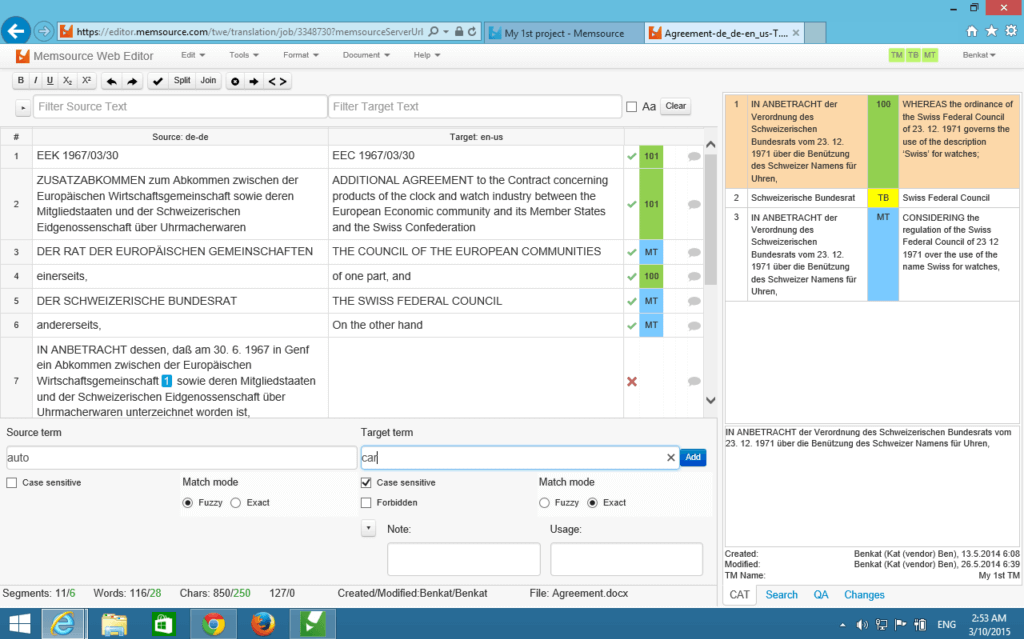 https://editor.memsource.com/twe/translation/job/3348730?memsourceServerUrl
My 1st project - Memsource
Agreement-de_de-en_us-T...
Memsource Web Editor
Edit
Tools
Format
Document
Help
TM TB MT
Benkat
B I U X₂ X² Split Join
Filter Source Text
Filter Target Text
Aa
Clear
# Source: de-de Target: en-us
1 EEK 1967/03/30 EEC 1967/03/30 101
2 ZUSATZABKOMMEN zum Abkommen zwischen der
Europäischen Wirtschaftsgemeinschaft sowie deren
Mitgliedstaaten und der Schweizerischen
Eidgenossenschaft über Uhrmacherwaren
ADDITIONAL AGREEMENT to the Contract concerning
products of the clock and watch industry between the
European Economic community and its Member States
and the Swiss Confederation
101
3 DER RAT DER EUROPÄISCHEN GEMEINSCHAFTEN THE COUNCIL OF THE EUROPEAN COMMUNITIES MT
4 einerseits, of one part, and 100
5 DER SCHWEIZERISCHE BUNDESRAT THE SWISS FEDERAL COUNCIL MT
6 andererseits, On the other hand MT
7 IN ANBETRACHT dessen, daß am 30. 6. 1967 in Genf
ein Abkommen zwischen der Europäischen
Wirtschaftsgemeinschaft 1 sowie deren Mitgliedstaaten
und der Schweizerischen Eidgenossenschaft über
Uhrmacherwaren unterzeichnet worden ist,
Source term
Target term
auto
car
Add
Case sensitive
Match mode
Fuzzy
Exact
Case sensitive
Forbidden
Match mode
Fuzzy
Exact
Note:
Usage:
Segments: 11/6 Words: 116/28 Chars: 850/250 127/0 Created/Modified:Benkat/Benkat File: Agreement.docx
1 IN ANBETRACHT der
Verordnung des
Schweizerischen
Bundesrats vom 23. 12.
1971 über die Benützung
des Schweizer Namens für
Uhren,
100
WHEREAS the ordinance of
the Swiss Federal Council
of 23. 12. 1971 governs the
use of the description
'Swiss' for watches;
2 Schweizerische Bundesrat TB Swiss Federal Council
3 IN ANBETRACHT der
Verordnung des
Schweizerischen
Bundesrats vom 23. 12.
1971 über die Benützung
des Schweizer Namens für
Uhren,
MT
CONSIDERING the
regulation of the Swiss
Federal Council of 23 12
1971 over the use of the
name Swiss for watches,
IN ANBETRACHT der Verordnung des Schweizerischen Bundesrats vom
23. 12. 1971 über die Benützung des Schweizer Namens für Uhren,
Created: Benkat (Kat (vendor) Ben), 13.5.2014 6:08
Modified: Benkat (Kat (vendor) Ben), 26.5.2014 6:39
TM Name: My 1st TM
CAT Search QA Changes
ENG
2:53 AM
3/10/2015